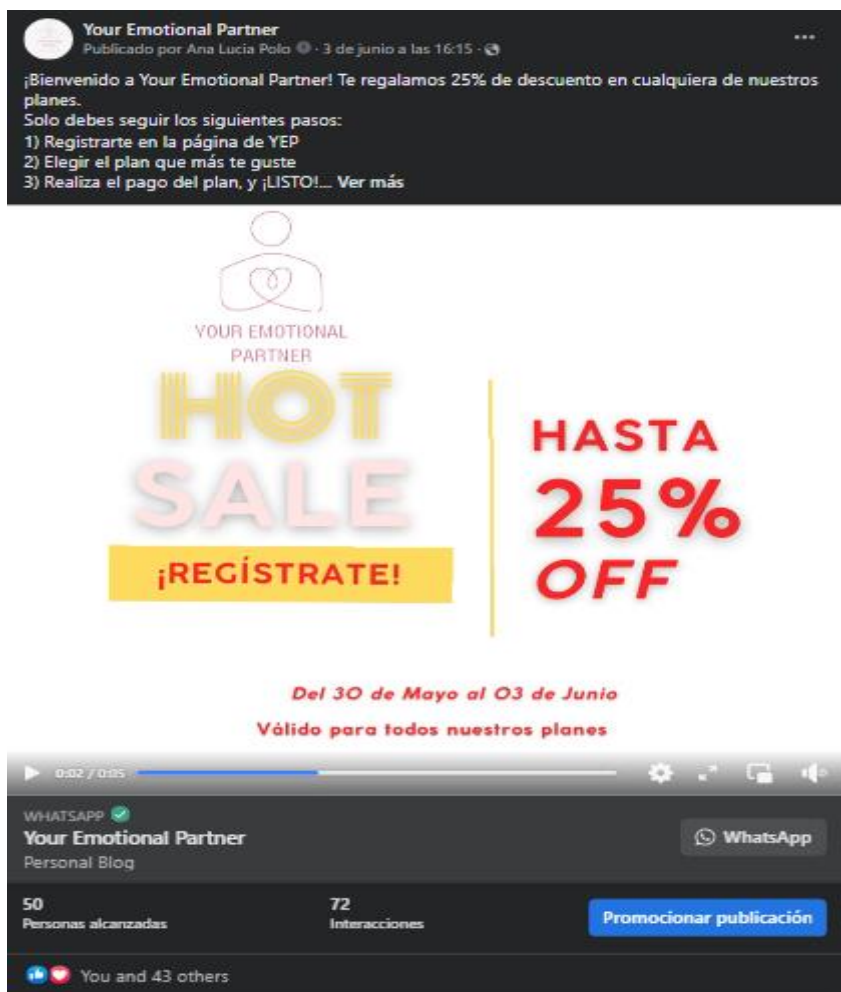 Your Emotional Partner
Publicado por Ana Lucia Polo · 3 de junio a las 16:15 ·
¡Bienvenido a Your Emotional Partner! Te regalamos 25% de descuento en cualquiera de nuestros
planes.
Solo debes seguir los siguientes pasos:
1) Registrarte en la página de YEP
2) Elegir el plan que más te guste
3) Realiza el pago del plan, y ¡LISTO!... Ver más
YOUR EMOTIONAL
PARTNER
HOT
SALE
¡REGÍSTRATE!
HASTA
25%
OFF
Del 30 de Mayo al 03 de Junio
Válido para todos nuestros planes
0:02 / 0:05
WHATSAPP
Your Emotional Partner
Personal Blog
WhatsApp
50
Personas alcanzadas
72
Interacciones
Promocionar publicación
You and 43 others